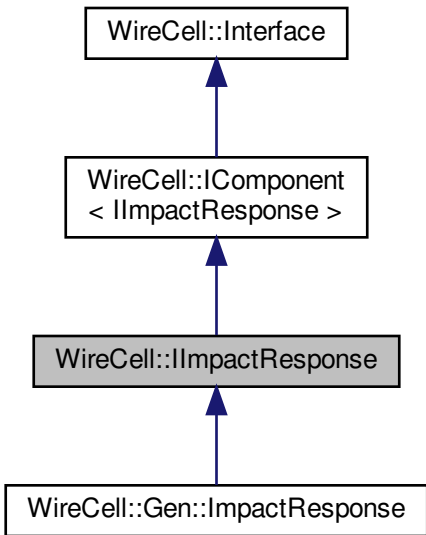 WireCell::Interface
WireCell::IComponent
< IImpactResponse >
WireCell::IImpactResponse
WireCell::Gen::ImpactResponse